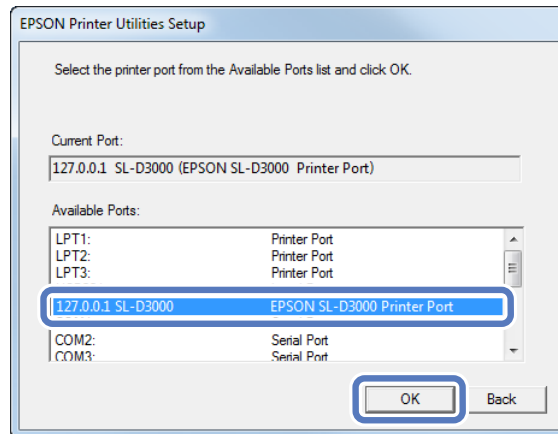 EPSON Printer Utilities Setup
Select the printer port from the Available Ports list and click OK.
Current Port:
127.0.0.1 SL-D3000 (EPSON SL-D3000 Printer Port)
Available Ports:
LPT1: Printer Port
LPT2: Printer Port
LPT3: Printer Port
127.0.0.1 SL-D3000 EPSON SL-D3000 Printer Port
COM2: Serial Port
COM3: Serial Port
OK Back